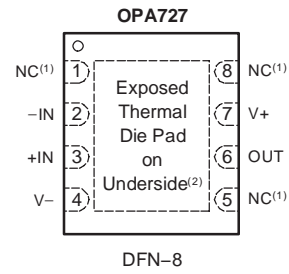 OPA727
NC(1) 1 8 NC(1)
−IN 2 7 V+
+IN 3 6 OUT
V− 4 5 NC(1)
Exposed
Thermal
Die Pad
on
Underside(2)
DFN−8